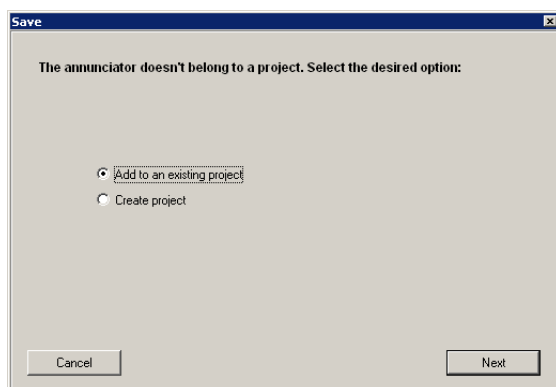 Save
The annunciator doesn't belong to a project. Select the desired option:
Add to an existing project
Create project
Cancel
Next